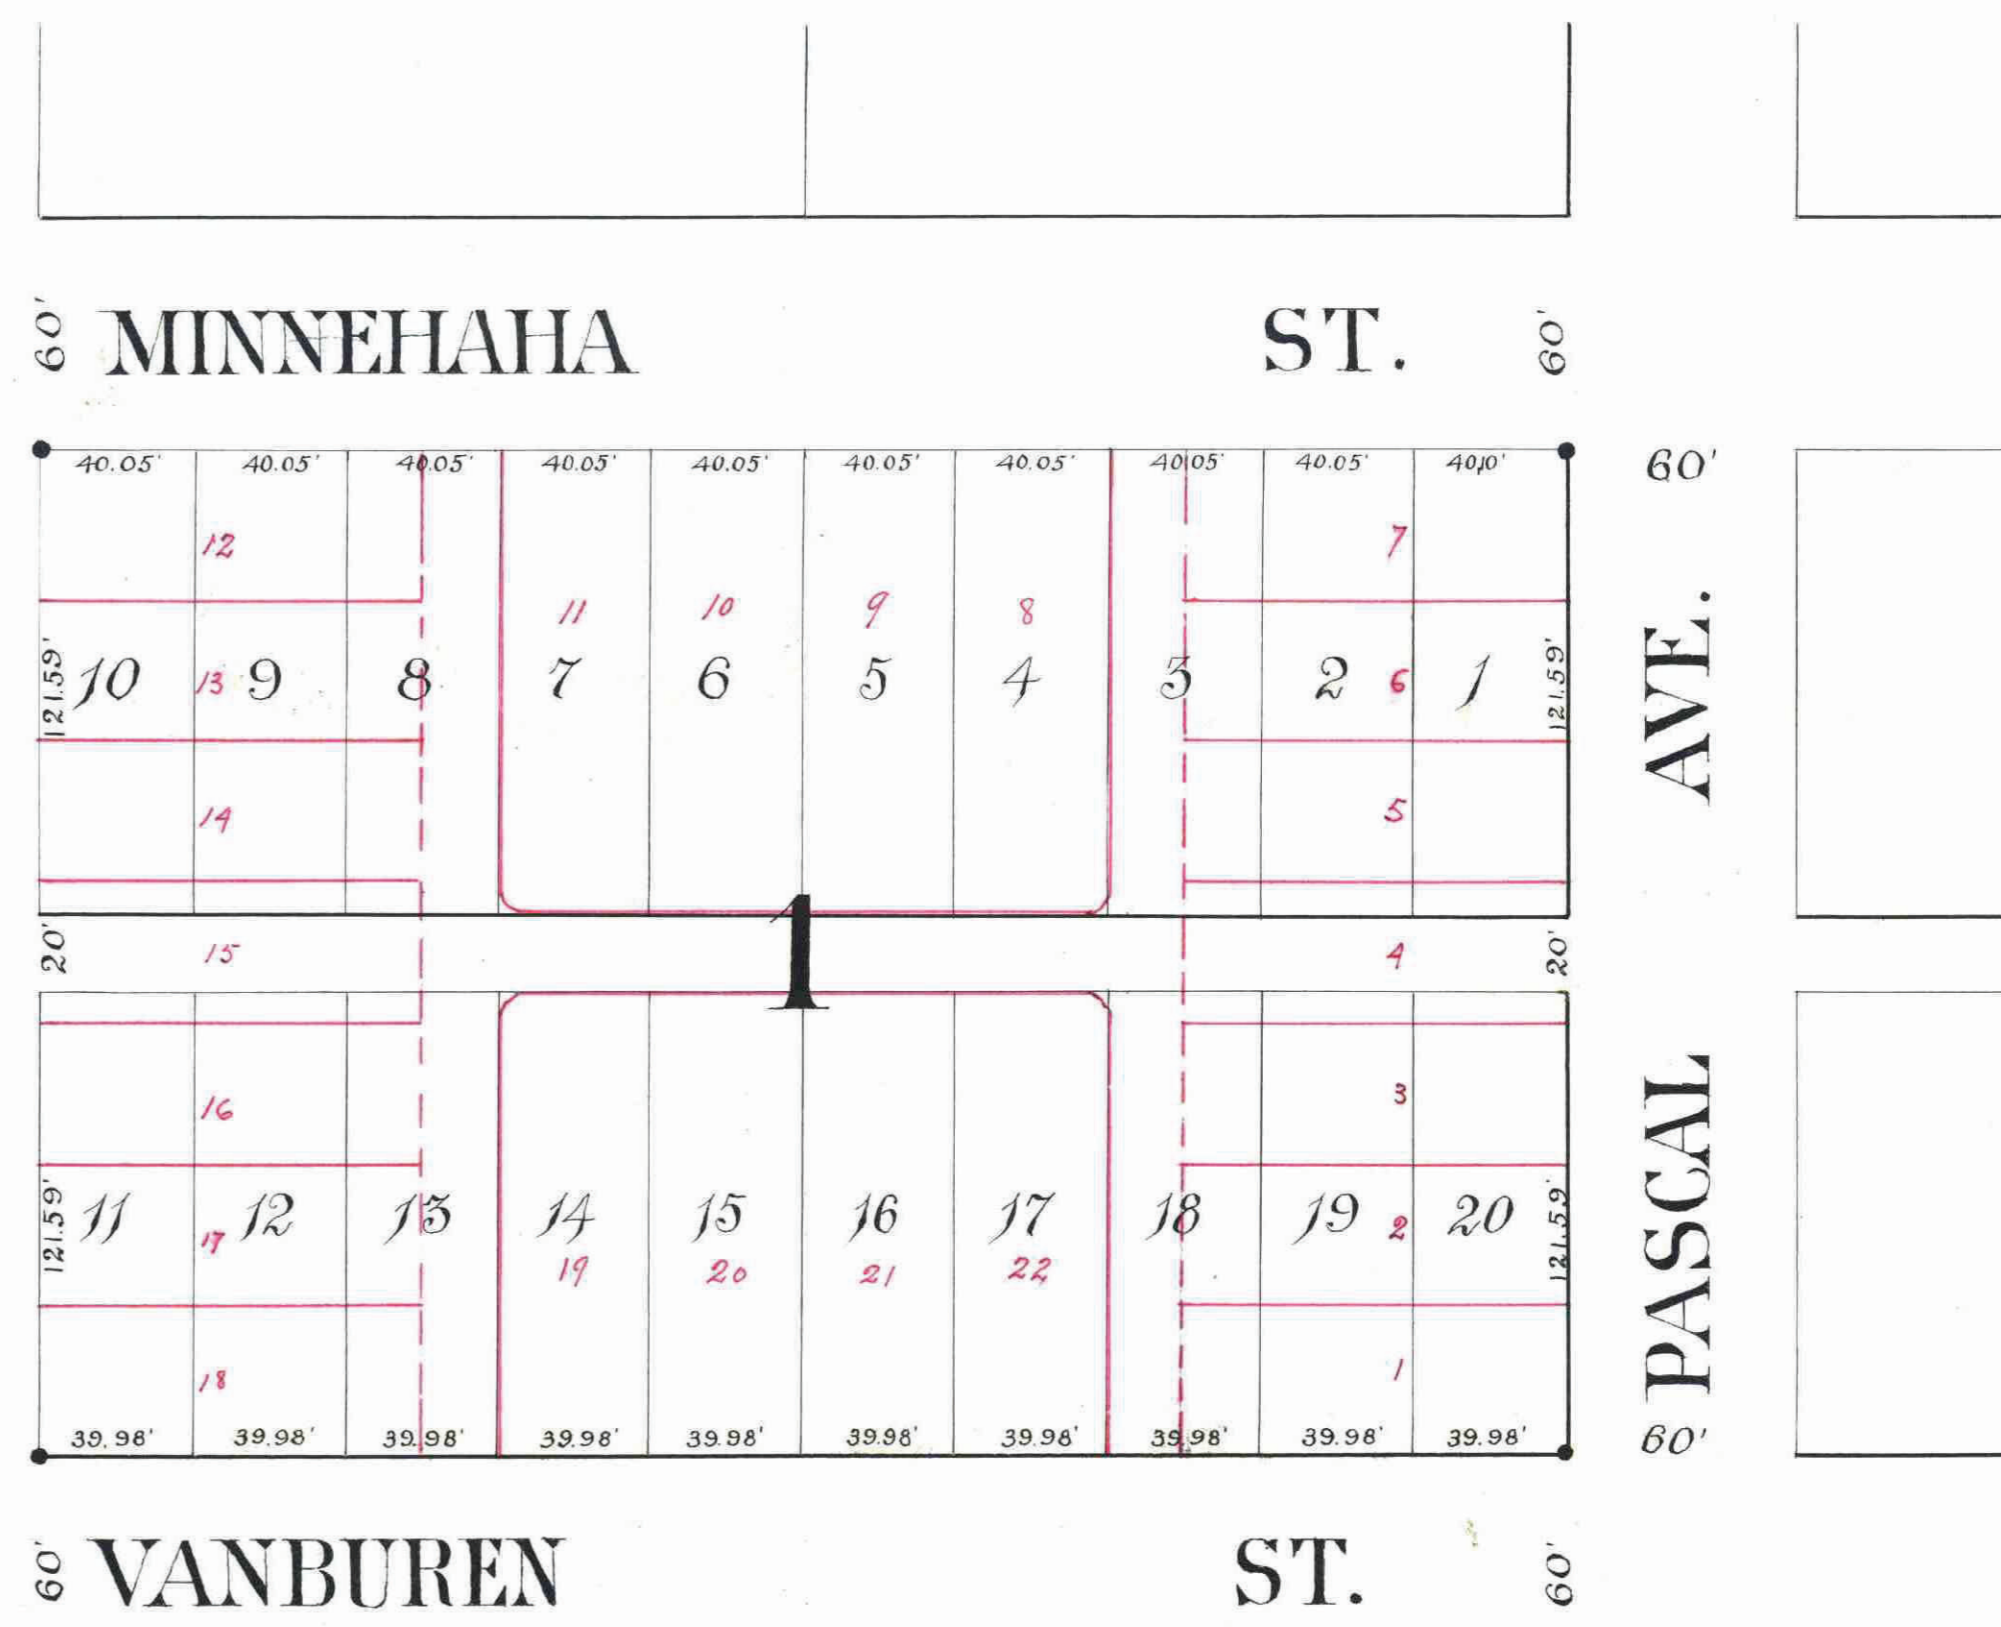 60' MINNEHAHA ST. 60'
40.05' 40.05' 40.05' 40.05' 40.05' 40.05' 40.05' 40.05' 40.05' 40.10' 60'
12 7
11 10 9 8
121.59' 10 13 9 8 7 6 5 4 3 2 6 1 121.59'
14 5
AVE.
1
20' 15 4 20'
16 3
121.59' 11 12 13 14 15 16 17 18 19 2 20 121.59'
17 19 20 21 22
18 1
PASCAL
39.98' 39.98' 39.98' 39.98' 39.98' 39.98' 39.98' 39.98' 39.98' 39.98' 60'
60' VANBUREN ST. 60'